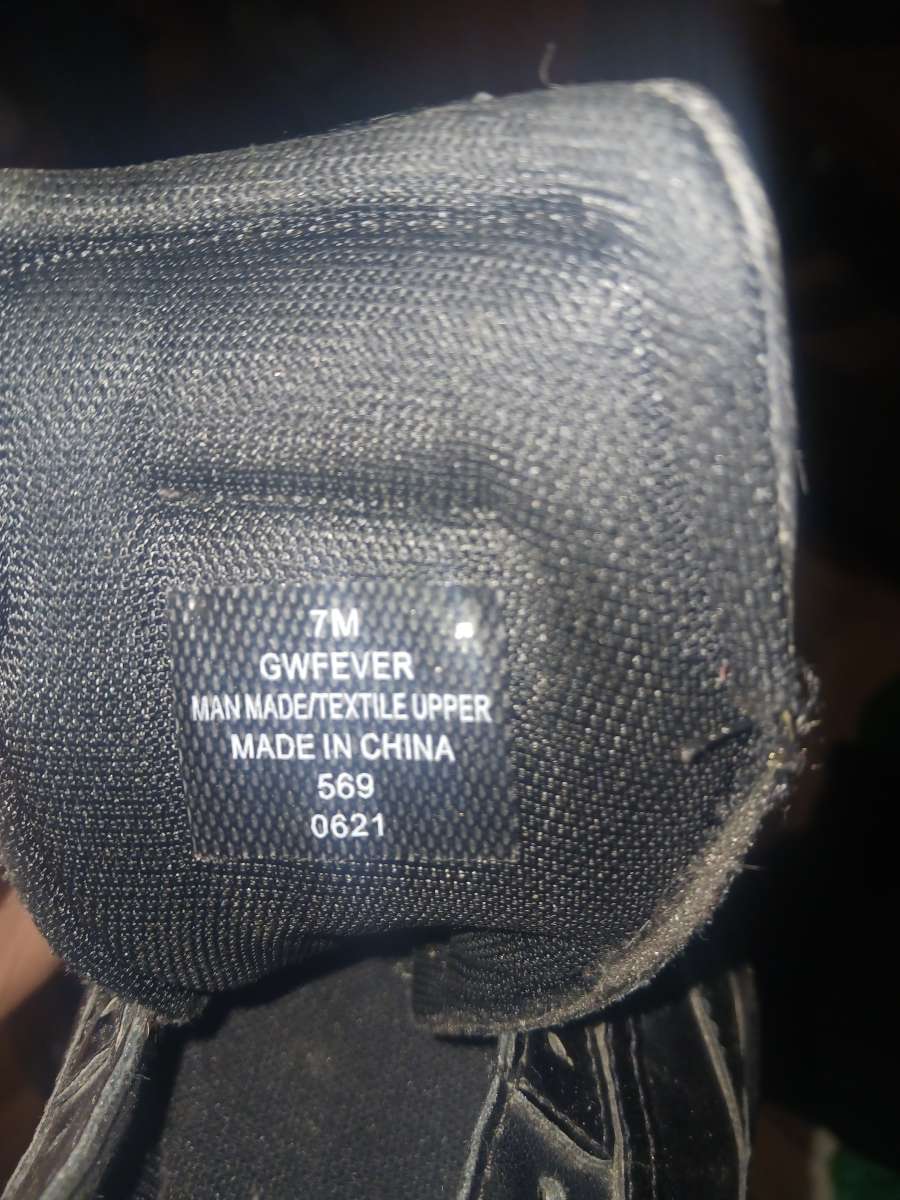 7M
GWFEVER
MAN MADE/TEXTILE UPPER
MADE IN CHINA
569
0621